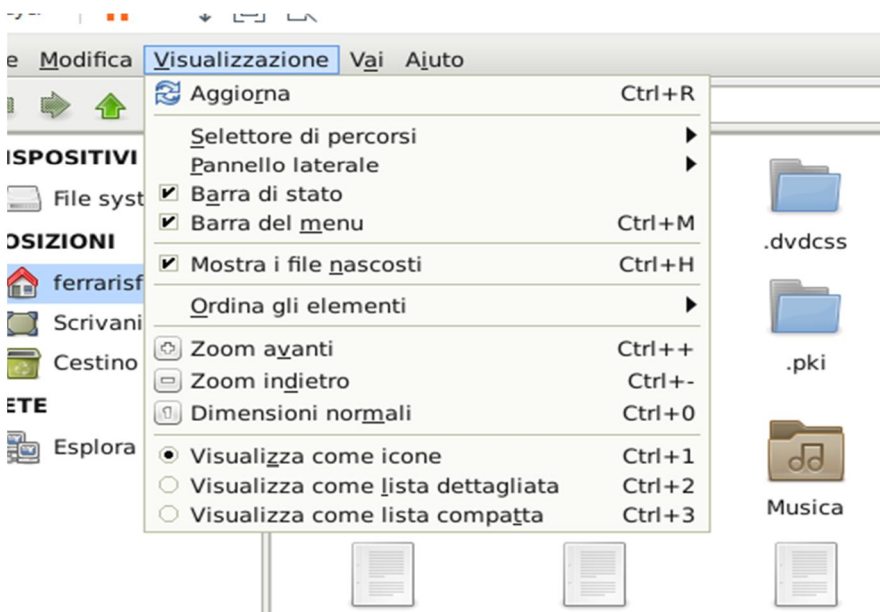 Modifica Visualizzazione Vai Aiuto
Aggiorna Ctrl+R
Selettore di percorsi
Pannello laterale
Barra di stato
Barra del menu Ctrl+M
Mostra i file nascosti Ctrl+H
Ordina gli elementi
Zoom avanti Ctrl++
Zoom indietro Ctrl+-
Dimensioni normali Ctrl+0
Visualizza come icone Ctrl+1
Visualizza come lista dettagliata Ctrl+2
Visualizza come lista compatta Ctrl+3
ISPOSITIVI
File syst
OSIZIONI
ferrarisf
Scrivani
Cestino
ETE
Esplora
.dvdcss
.pki
Musica